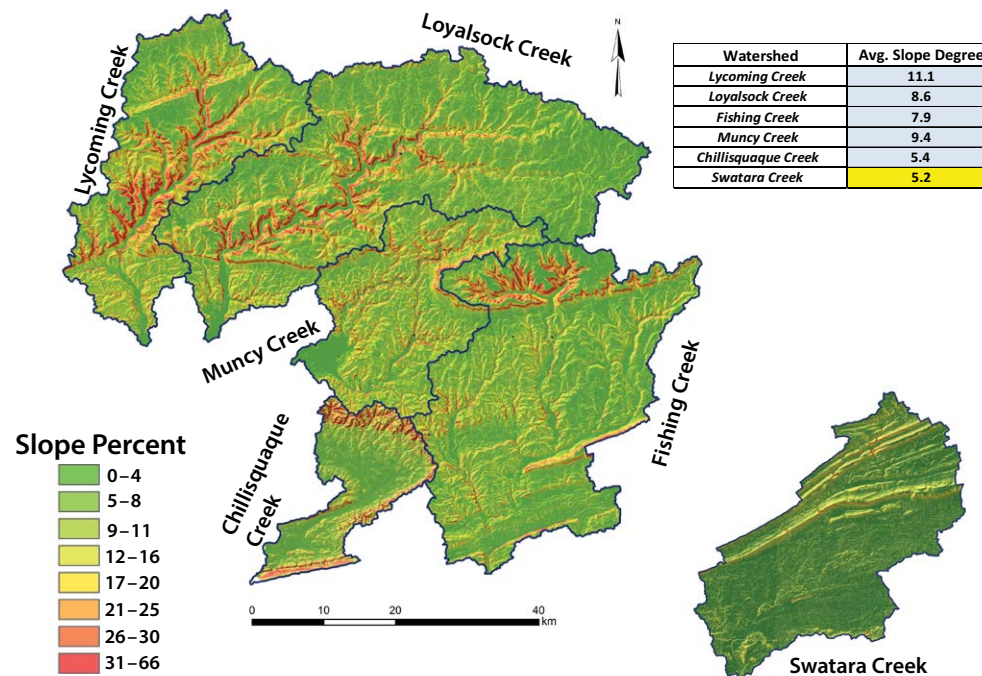 Loyalsock Creek
N
Lycoming Creek
Watershed Avg. Slope Degree
Lycoming Creek 11.1
Loyalsock Creek 8.6
Fishing Creek 7.9
Muncy Creek 9.4
Chillisquaque Creek 5.4
Swatara Creek 5.2
Muncy Creek
Fishing Creek
Chillisquaque
Creek
Slope Percent
0–4
5–8
9–11
12–16
17–20
21–25
26–30
31–66
0 10 20 40
km
Swatara Creek